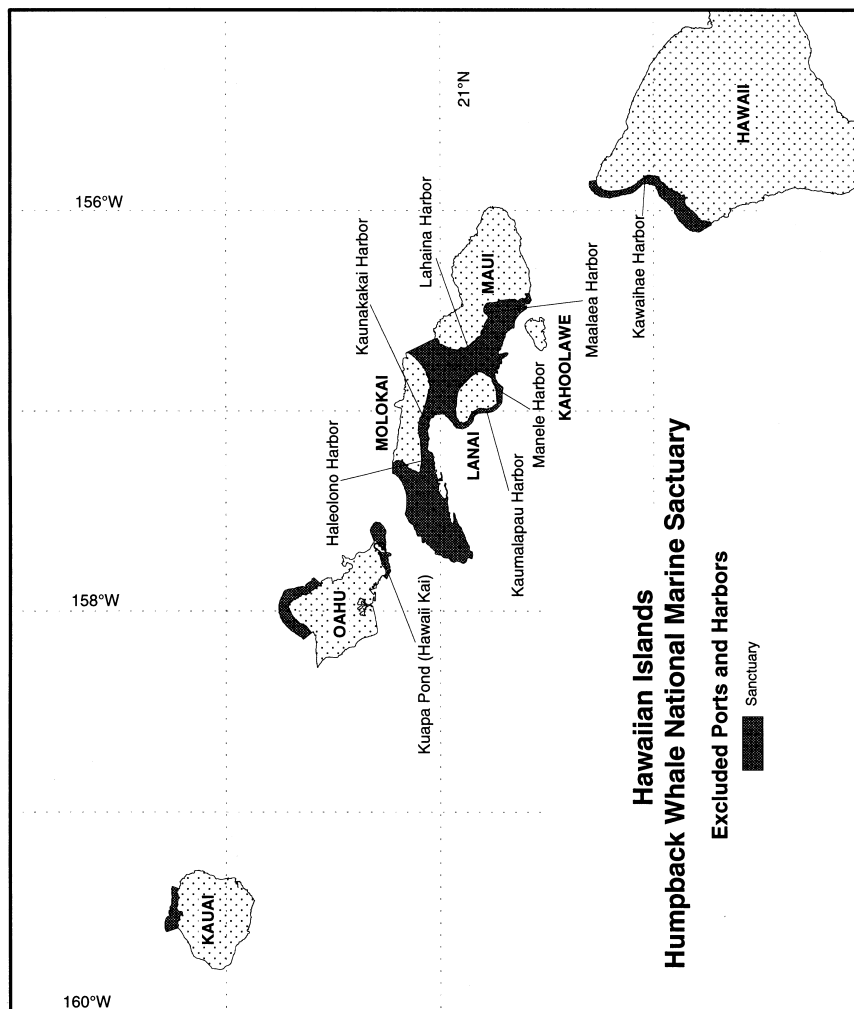 156°W
158°W
160°W
21°N
HAWAII
Kawaihae Harbor
Lahaina Harbor
Kaunakakai Harbor
MAUI
Maalaea Harbor
KAHOOLAWE
MOLOKAI
LANAI
Manele Harbor
Kaumalapau Harbor
Haleolono Harbor
OAHU
Kuapa Pond (Hawaii Kai)
KAUAI
Hawaiian Islands
Humpback Whale National Marine Sactuary
Excluded Ports and Harbors
Sanctuary